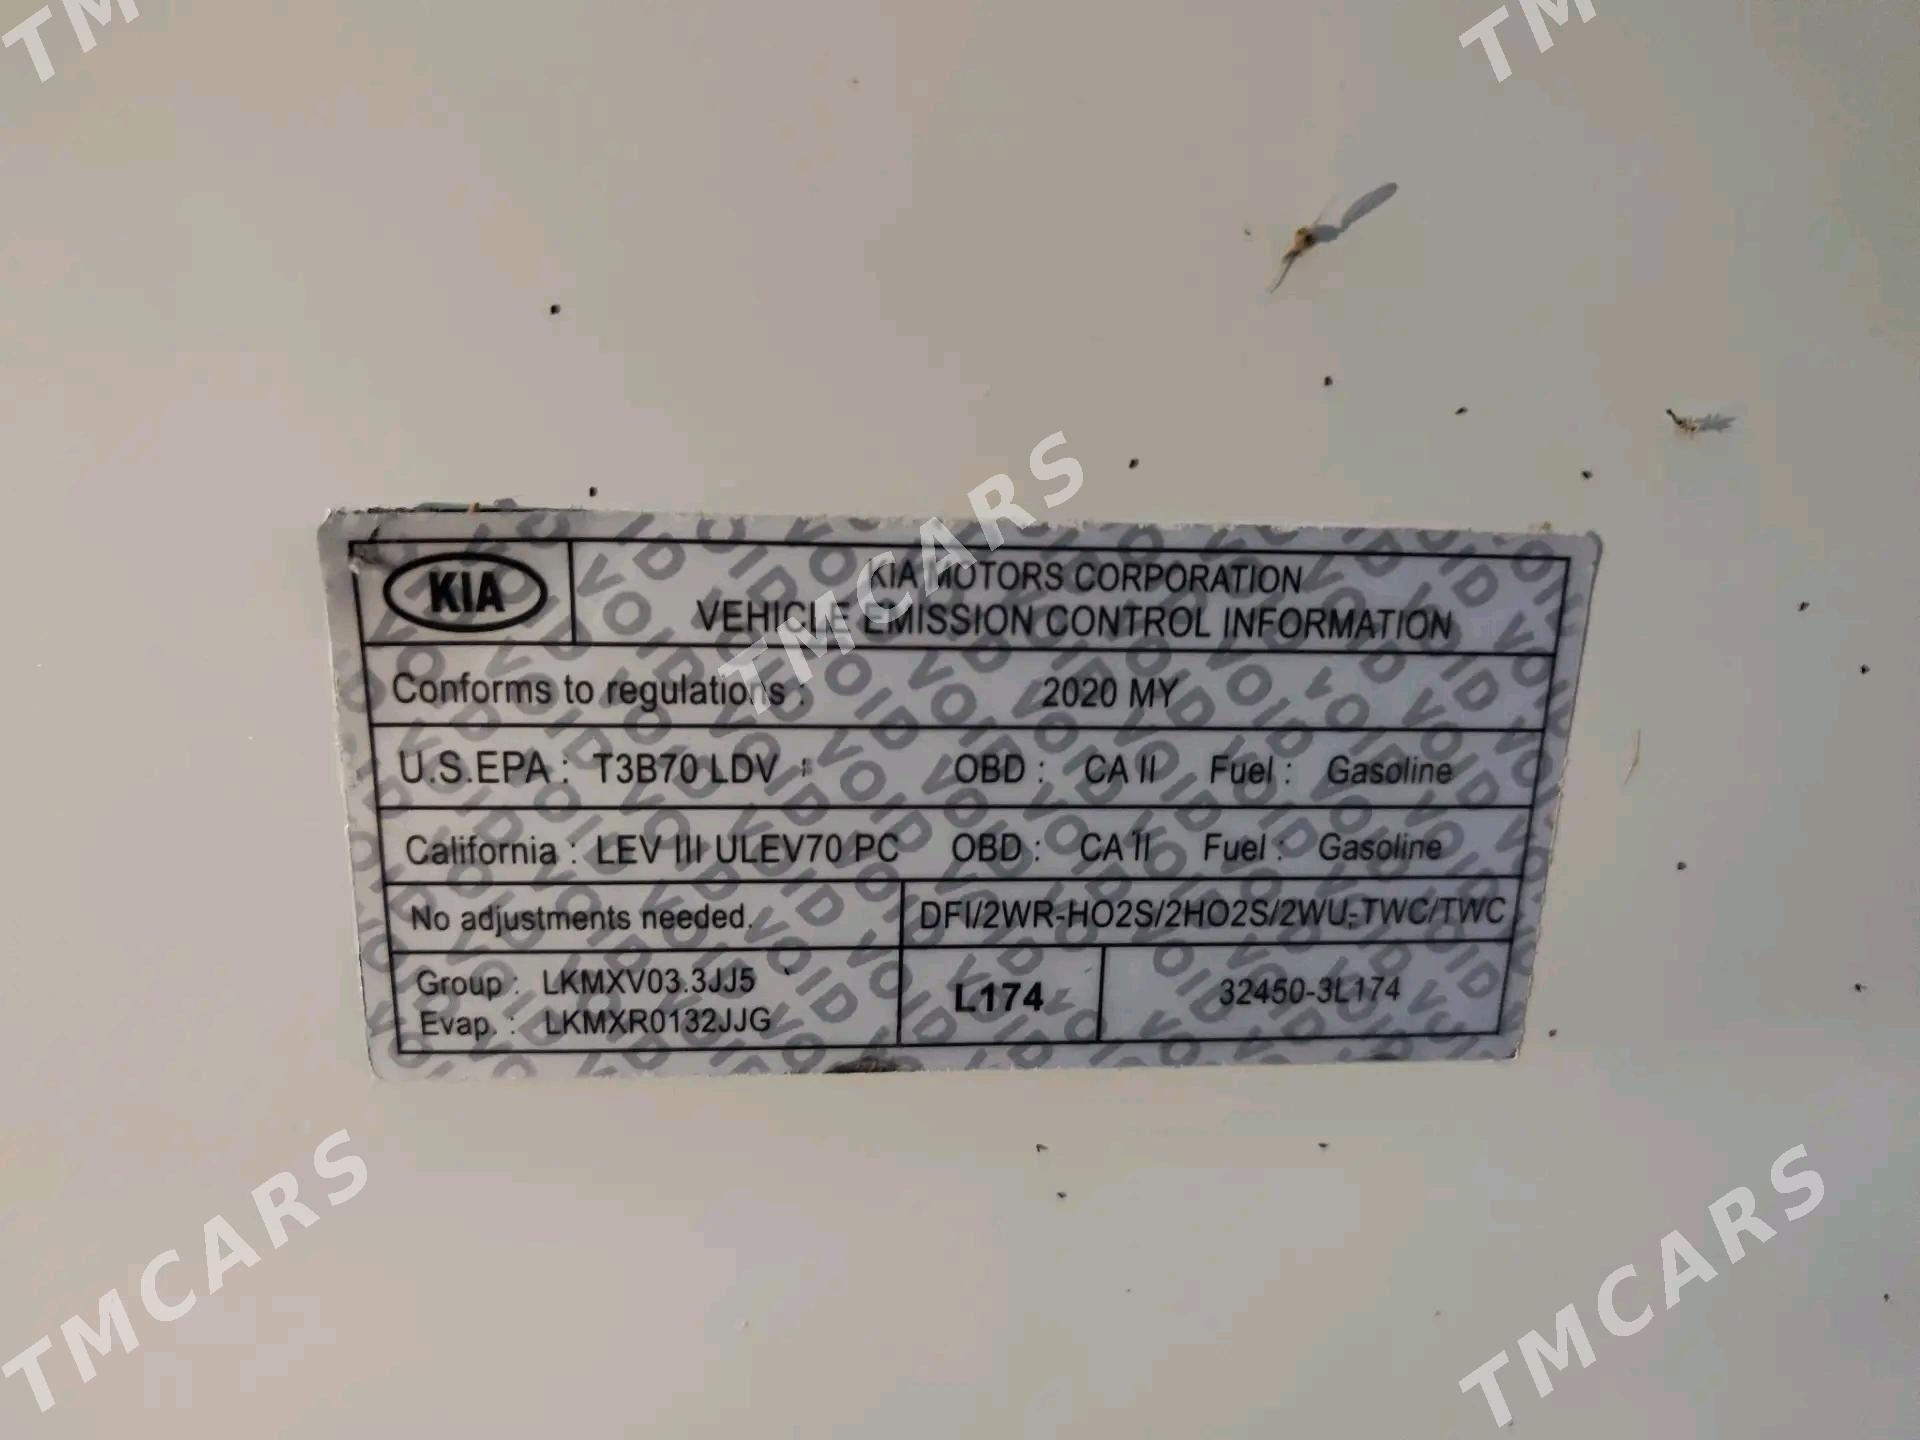 KIA
KIA MOTORS CORPORATION
VEHICLE EMISSION CONTROL INFORMATION
Conforms to regulations : 2020 MY
U.S.EPA : T3B70 LDV OBD : CA II Fuel : Gasoline
California : LEV III ULEV70 PC OBD : CA II Fuel : Gasoline
No adjustments needed. DFI/2WR-HO2S/2HO2S/2WU-TWC/TWC
Group : LKMXV03.3JJ5
Evap. : LKMXR0132JJG
L174
32450-3L174
TMCARS
TMCARS
TMCARS